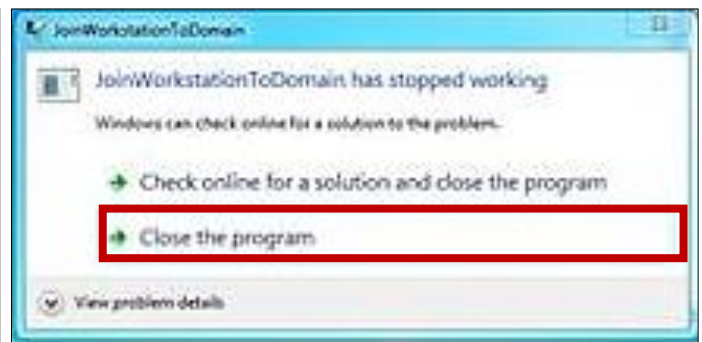 JoinWorkstationToDomain
JoinWorkstationToDomain has stopped working
Windows can check online for a solution to the problem.
Check online for a solution and close the program
Close the program
View problem details